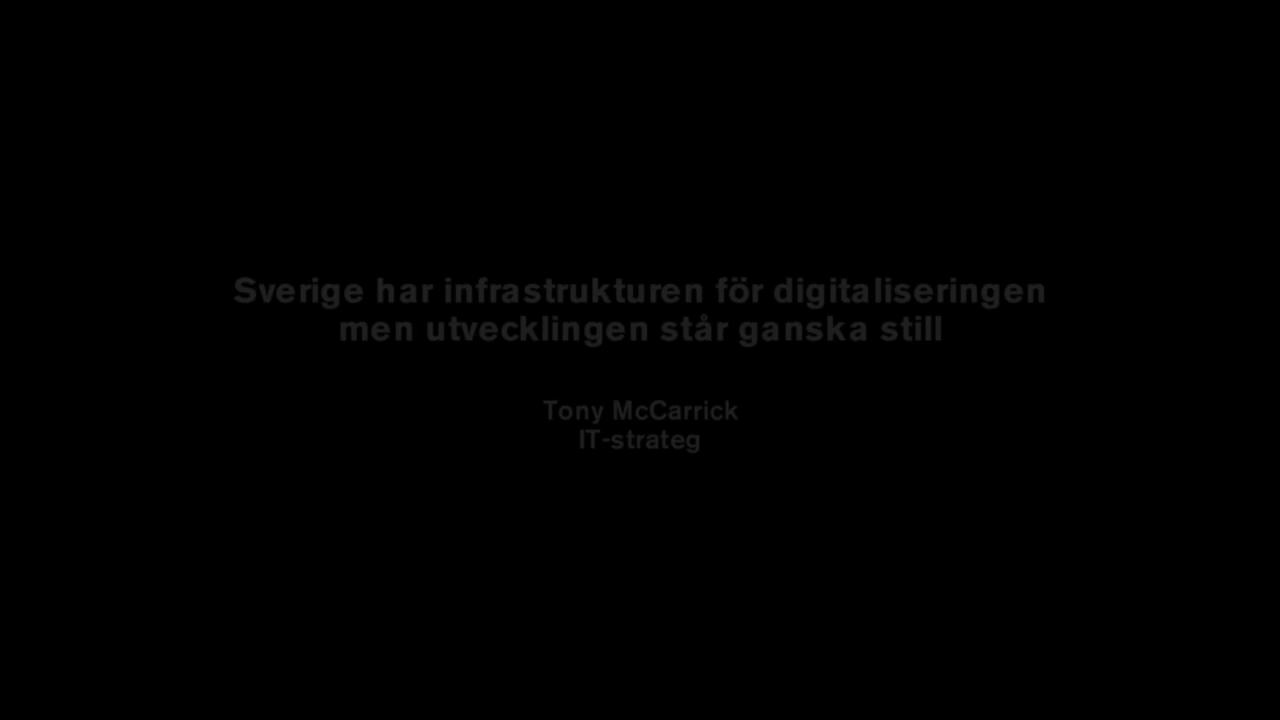 Sverige har infrastrukturen för digitaliseringen
men utvecklingen står ganska still
Tony McCarrick
IT-strateg